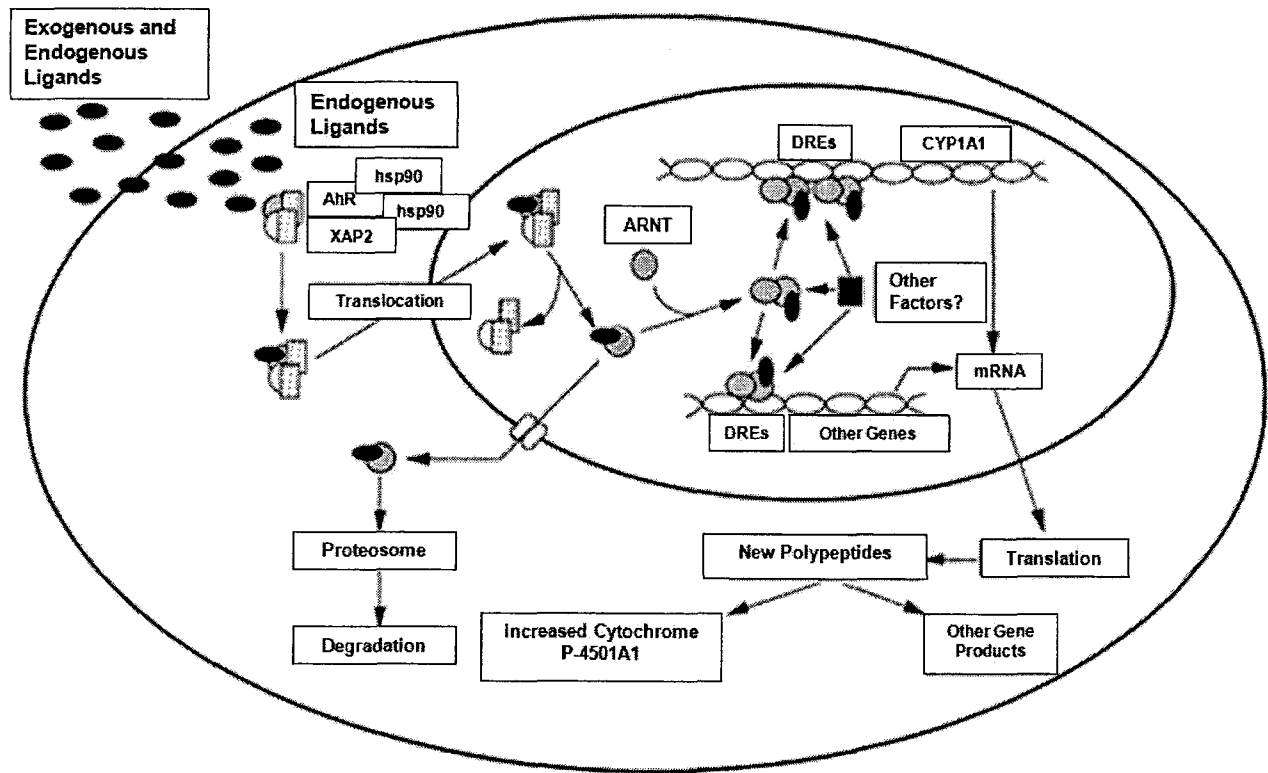 Exogenous and
Endogenous
Ligands
Endogenous
Ligands
hsp90
AhR
hsp90
XAP2
Translocation
ARNT
DREs
CYP1A1
Other
Factors?
mRNA
DREs
Other Genes
Proteosome
Degradation
New Polypeptides
Translation
Increased Cytochrome
P-4501A1
Other Gene
Products